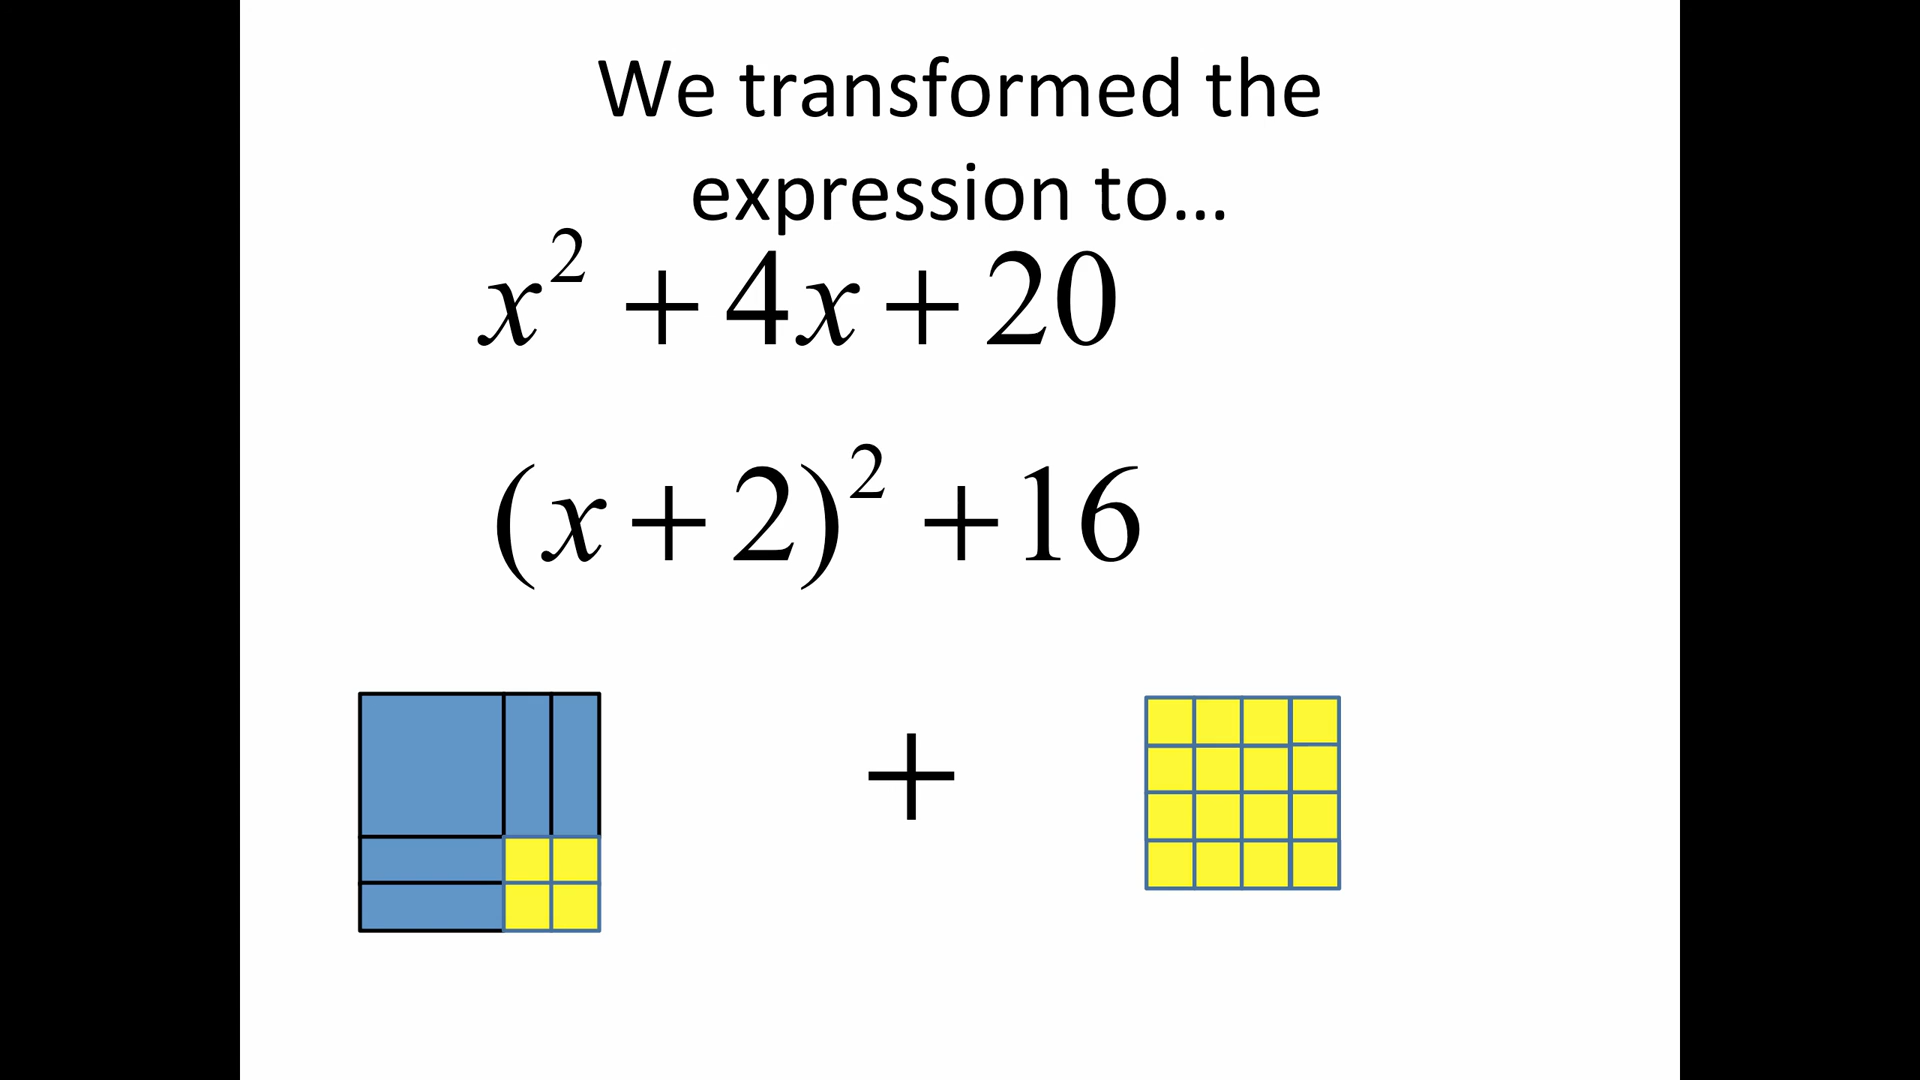 We transformed the
expression to...
x² + 4x + 20
(x + 2)² + 16
+